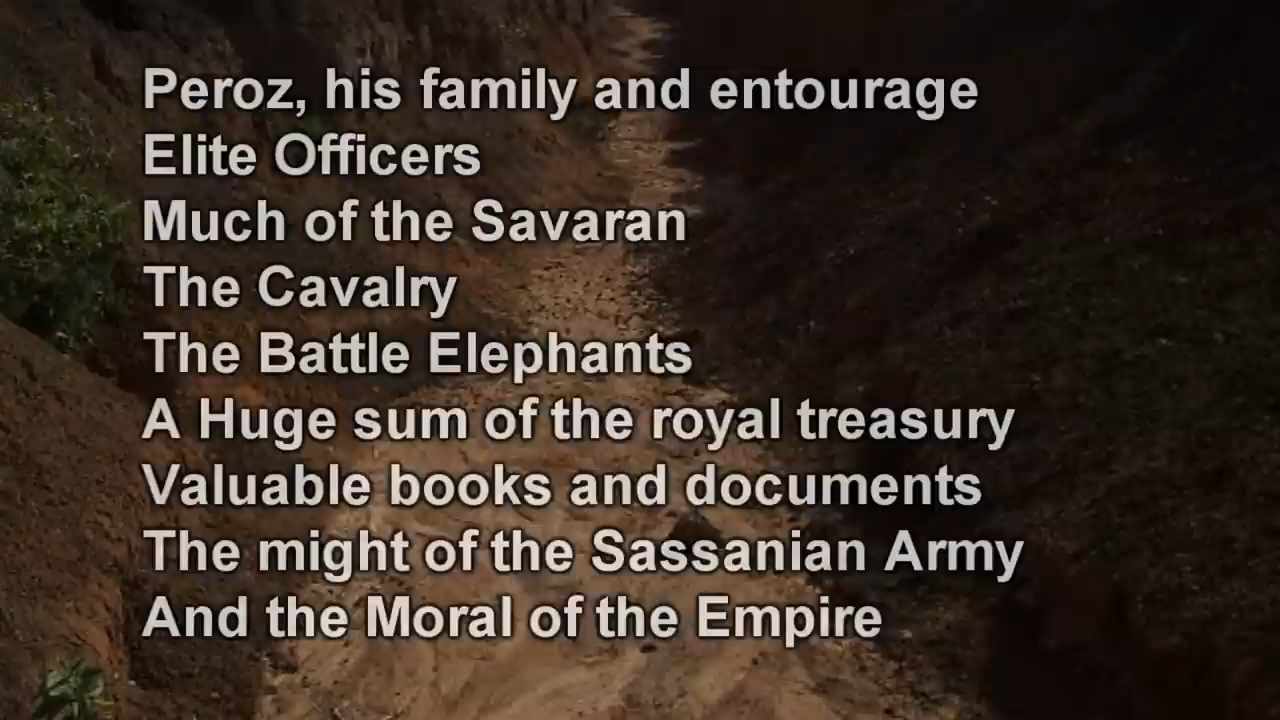 Peroz, his family and entourage
Elite Officers
Much of the Savaran
The Cavalry
The Battle Elephants
A Huge sum of the royal treasury
Valuable books and documents
The might of the Sassanian Army
And the Moral of the Empire